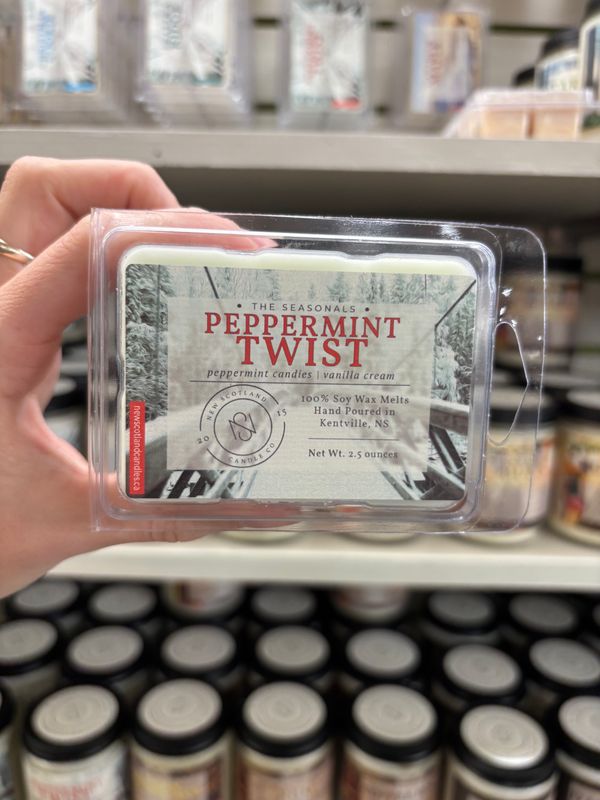 • THE SEASONALS •
PEPPERMINT
TWIST
peppermint candies | vanilla cream
NEW SCOTLAND
20 15
CANDLE CO
NS
100% Soy Wax Melts
Hand Poured in
Kentville, NS
Net Wt. 2.5 ounces
newscotlandcandles.ca